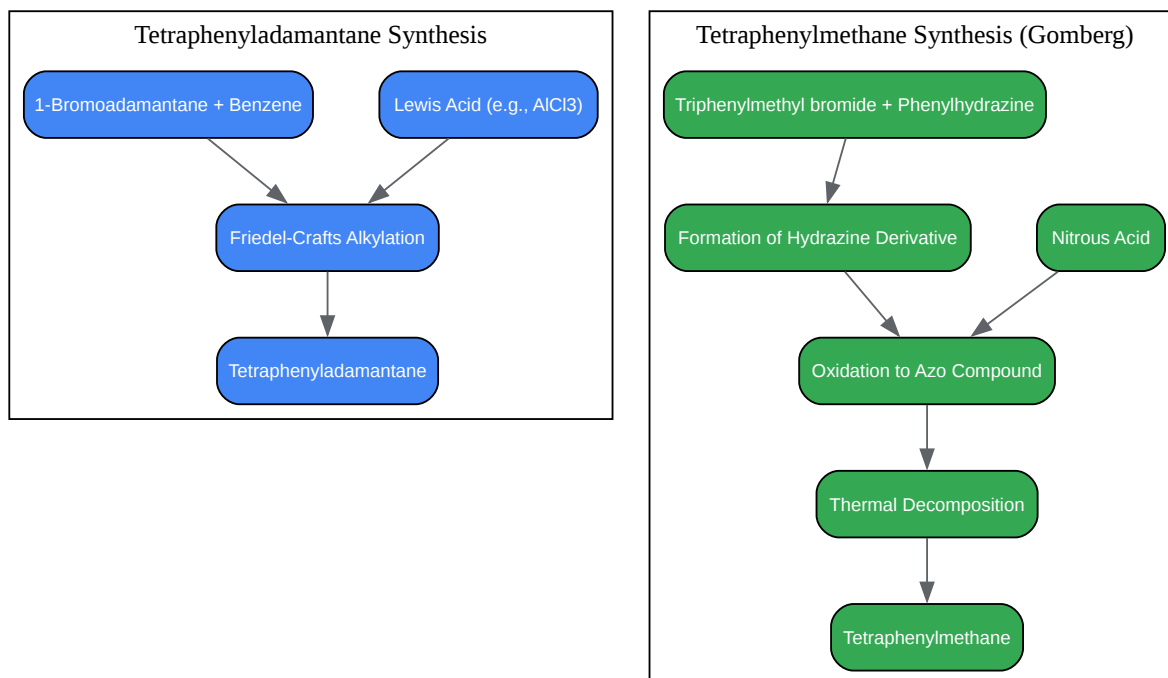 Tetraphenyladamantane Synthesis
1-Bromoadamantane + Benzene
Lewis Acid (e.g., AlCl3)
Friedel-Crafts Alkylation
Tetraphenyladamantane
Tetraphenylmethane Synthesis (Gomberg)
Triphenylmethyl bromide + Phenylhydrazine
Formation of Hydrazine Derivative
Nitrous Acid
Oxidation to Azo Compound
Thermal Decomposition
Tetraphenylmethane